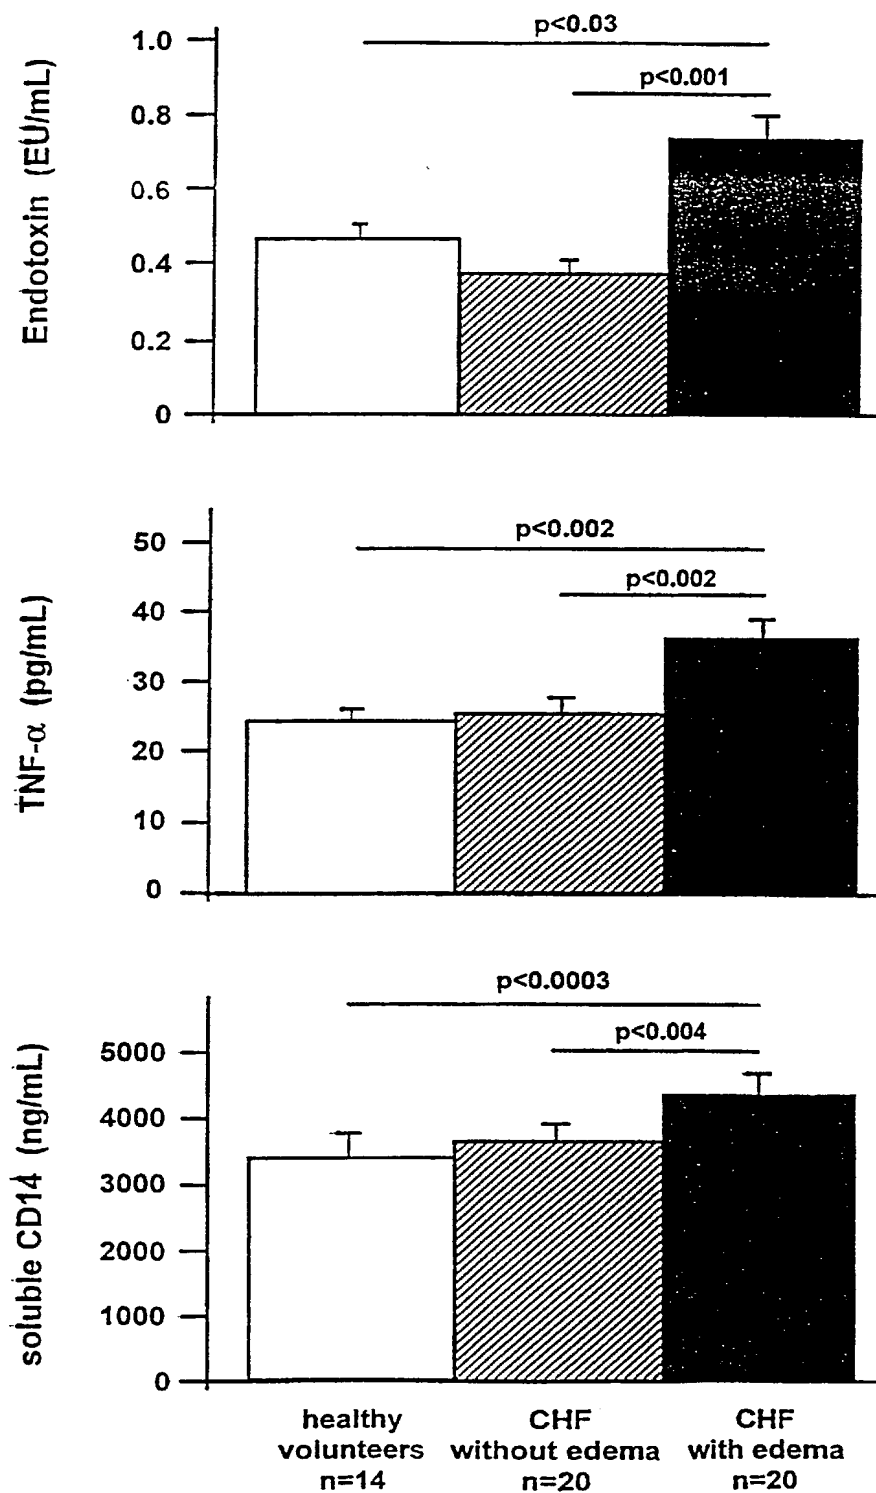 p<0.03
p<0.001
Endotoxin (EU/mL)
1.0
0.8
0.6
0.4
0.2
0
p<0.002
p<0.002
TNF-α (pg/mL)
50
40
30
20
10
0
p<0.0003
p<0.004
soluble CD14 (ng/mL)
5000
4000
3000
2000
1000
0
healthy
volunteers
n=14
CHF
without edema
n=20
CHF
with edema
n=20